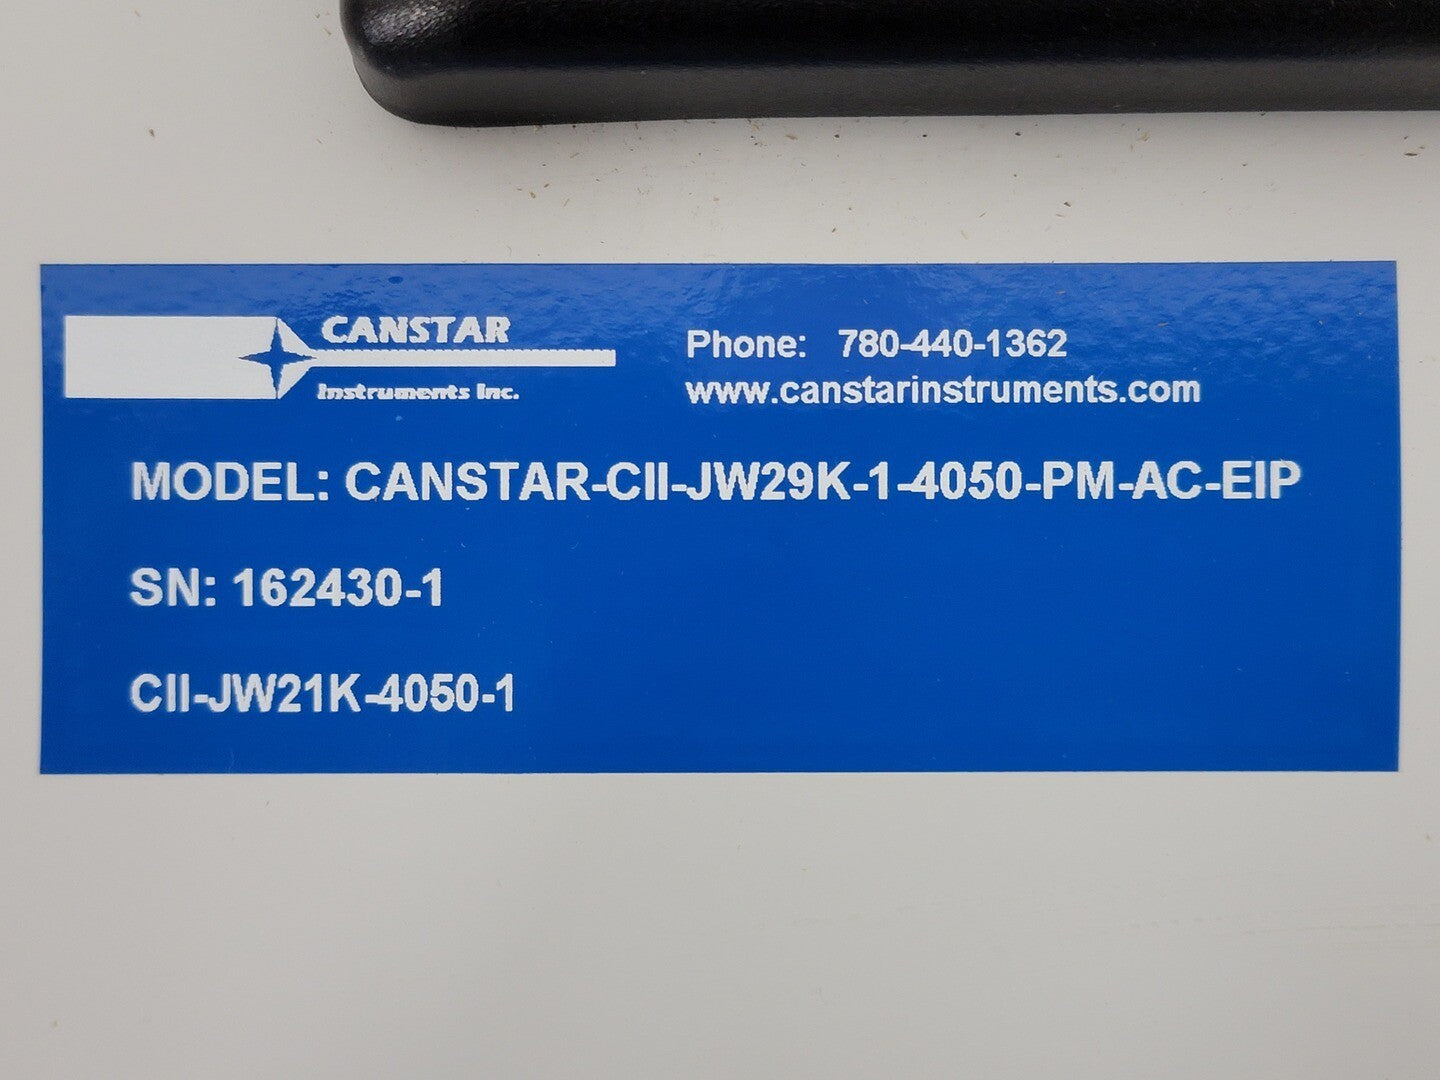 CANSTAR
Instruments Inc.
Phone: 780-440-1362
www.canstarinstruments.com
MODEL: CANSTAR-CII-JW29K-1-4050-PM-AC-EIP
SN: 162430-1
CII-JW21K-4050-1